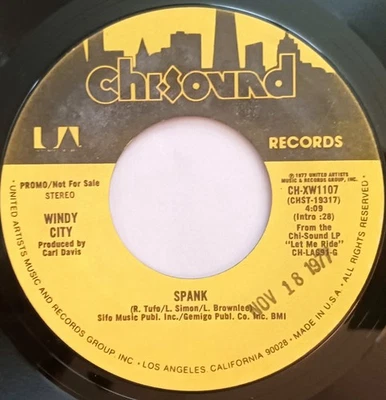 Chi-Sound
UA
RECORDS
℗ 1977 UNITED ARTISTS
MUSIC & RECORDS GROUP, INC.
PROMO/Not For Sale
STEREO
CH-XW1107
(CHST-19317)
4:09
(Intro :28)
WINDY
CITY
Produced by
Carl Davis
From the
Chi-Sound LP
"Let Me Ride"
NOV 18 1977
SPANK
(R. Tufo/L. Simon/L. Brownlee)
Sifo Music Publ. Inc./Gemigo Publ. Co. Inc. BMI
UNITED ARTISTS MUSIC AND RECORDS GROUP, INC. • LOS ANGELES, CALIFORNIA 90028 • MADE IN U.S.A. • ALL RIGHTS RESERVED